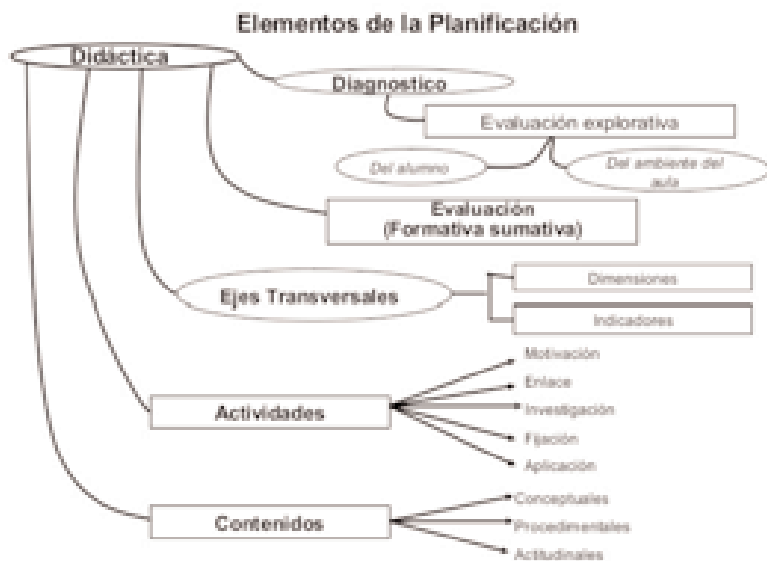 Elementos de la Planificación
Didáctica
Diagnostico
Evaluación explorativa
Del alumno
Del ambiente del
aula
Evaluación
(Formativa sumativa)
Ejes Transversales
Dimensiones
Indicadores
Motivación
Enlace
Investigación
Fijación
Aplicación
Actividades
Conceptuales
Procedimentales
Actitudinales
Contenidos